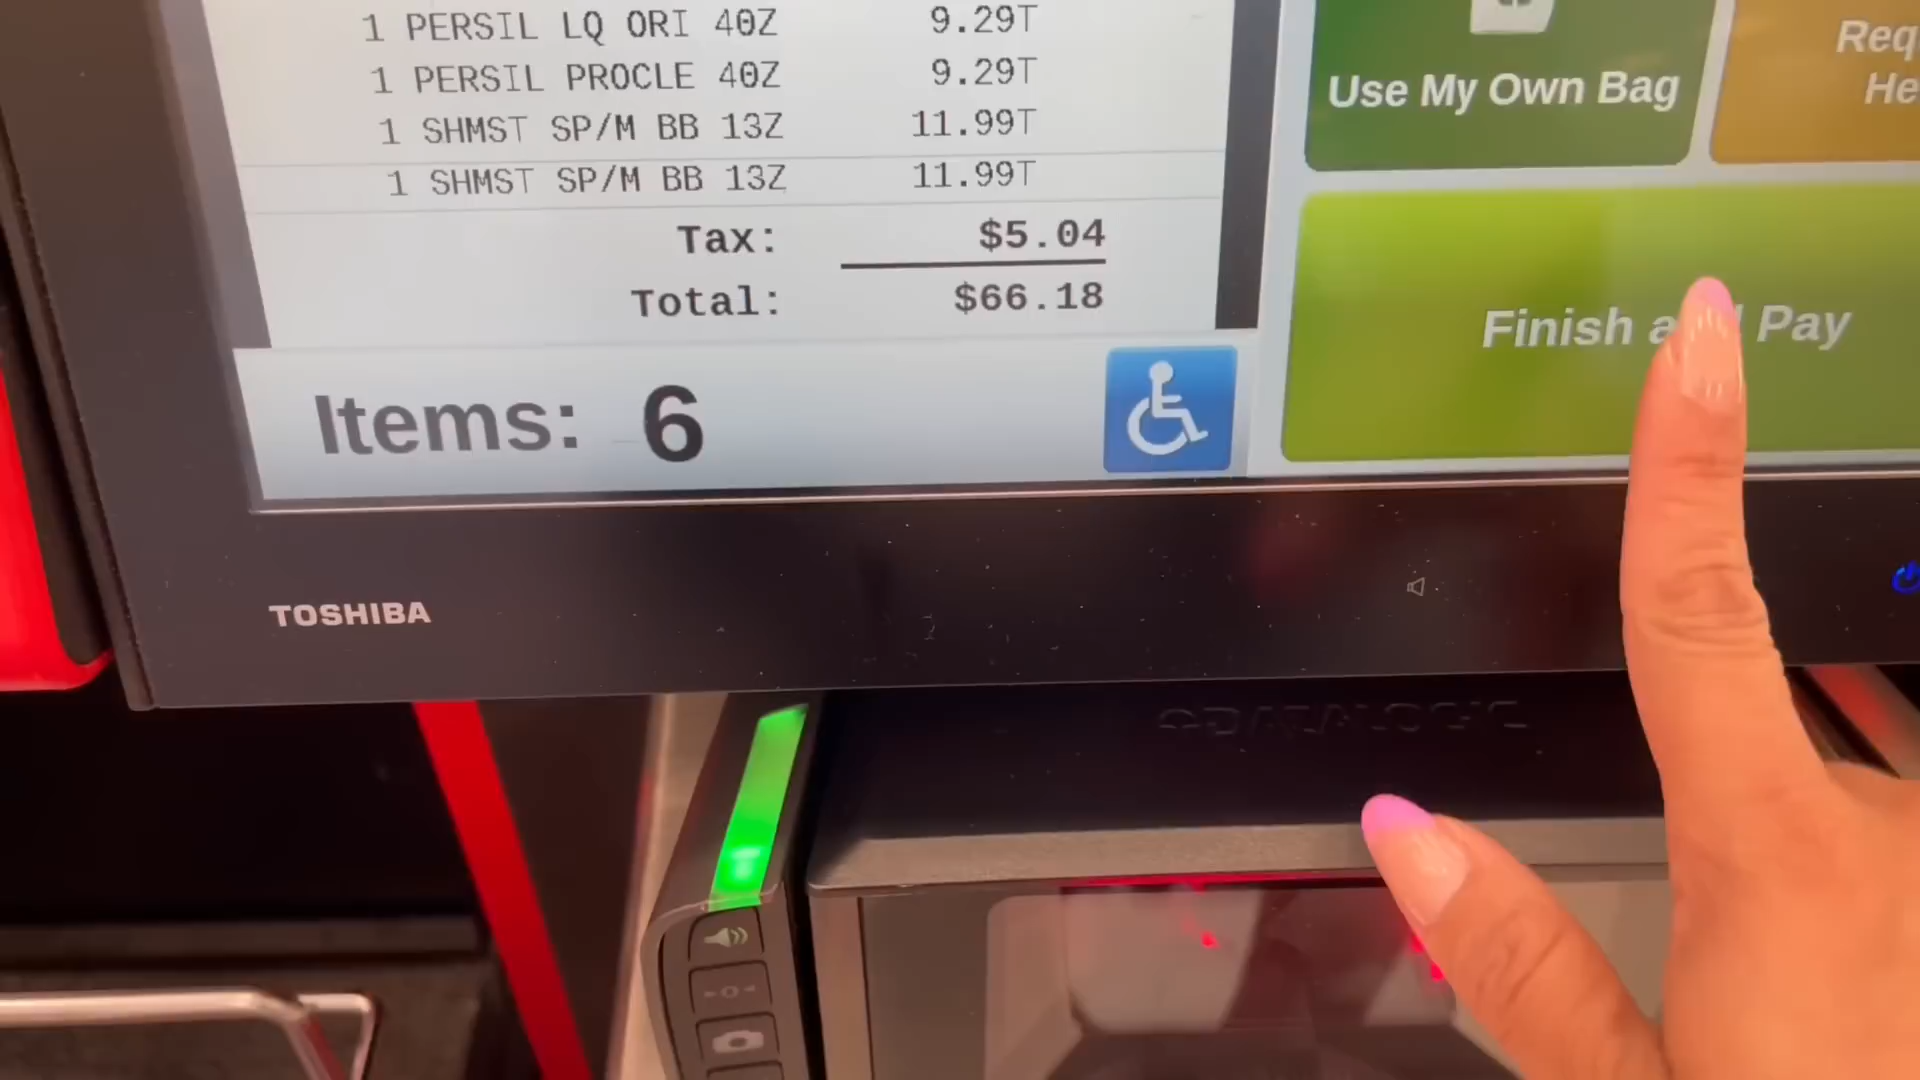 1 PERSIL LQ ORI 40Z 9.29T
1 PERSIL PROCLE 40Z 9.29T
1 SHMST SP/M BB 13Z 11.99T
1 SHMST SP/M BB 13Z 11.99T
Tax: $5.04
Total: $66.18
Items: 6
Use My Own Bag
Req
He
Finish a Pay
TOSHIBA
DATALOGIC